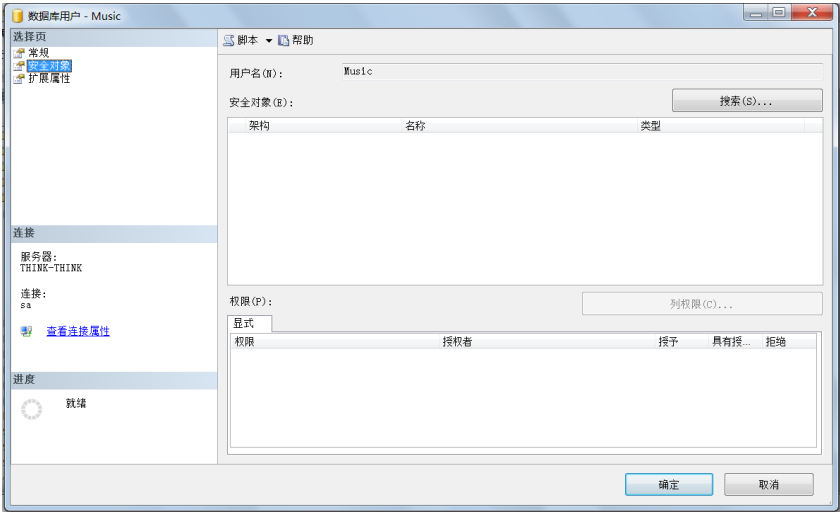 数据库用户 - Music
选择页
常规
安全对象
扩展属性
连接
服务器:
THINK-THINK
连接:
sa
查看连接属性
进度
就绪
脚本 帮助
用户名(N): Music
安全对象(E): 搜索(S)...
架构 名称 类型
权限(P): 列权限(C)...
显式
权限 授权者 授予 具有授... 拒绝
确定 取消